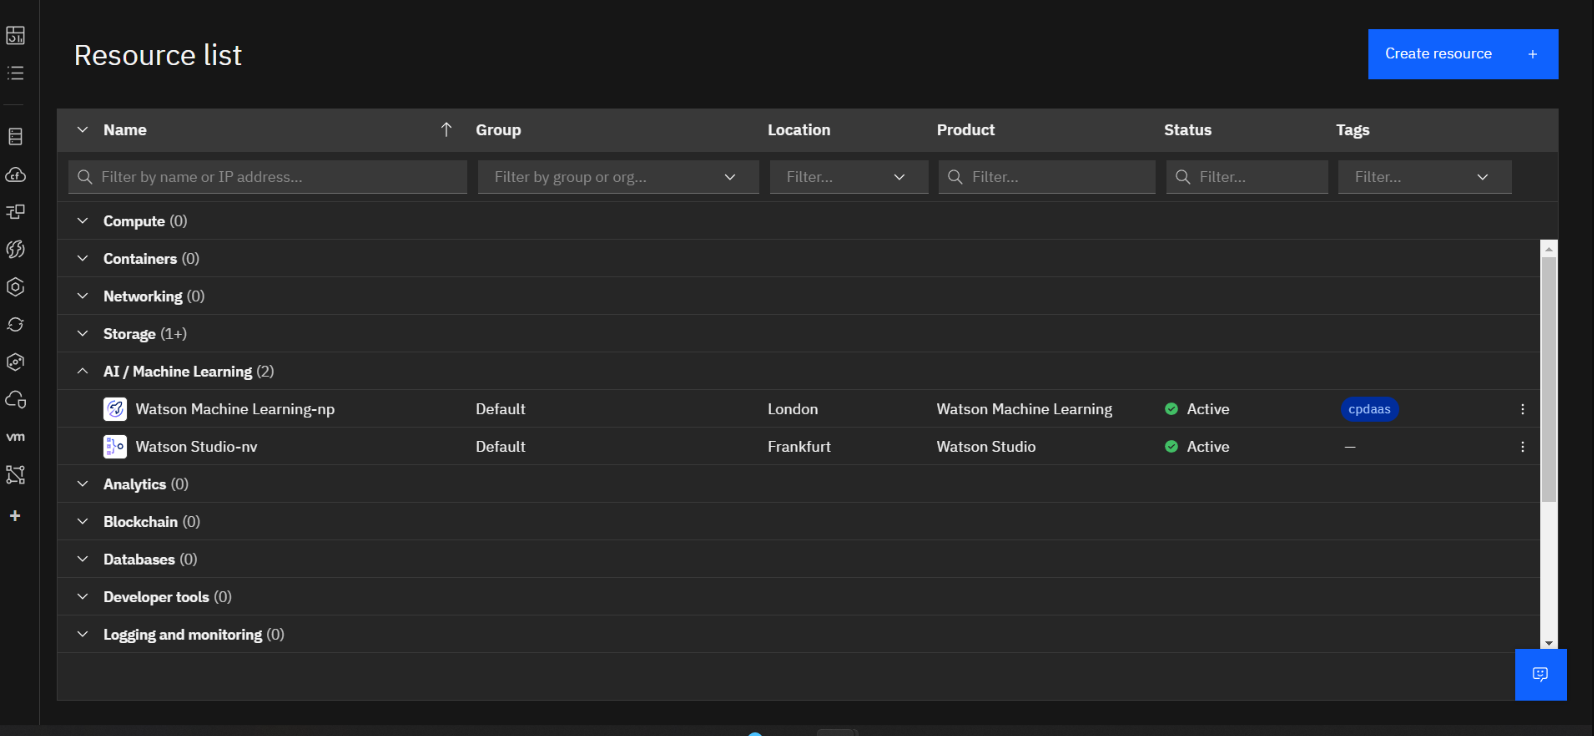 Resource list
Create resource +
Name Group Location Product Status Tags
Filter by name or IP address... Filter by group or org... Filter... Filter... Filter... Filter...
Compute (0)
Containers (0)
Networking (0)
Storage (1+)
AI / Machine Learning (2)
Watson Machine Learning-np Default London Watson Machine Learning Active cpdaas
Watson Studio-nv Default Frankfurt Watson Studio Active —
Analytics (0)
Blockchain (0)
Databases (0)
Developer tools (0)
Logging and monitoring (0)
cf
vm